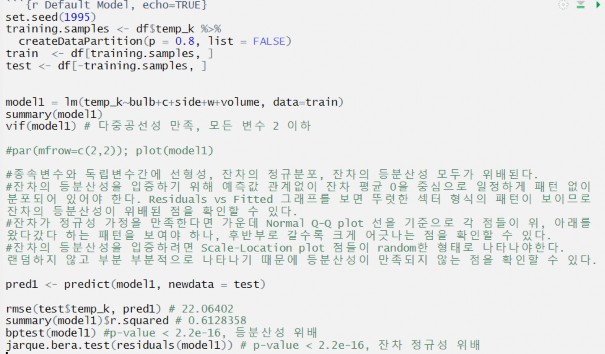 ```{r Default Model, echo=TRUE}
set.seed(1995)
training.samples <- df$temp_k %>%
createDataPartition(p = 0.8, list = FALSE)
train <- df[training.samples, ]
test <- df[-training.samples, ]
model1 = lm(temp_k~bulb+c+side+w+volume, data=train)
summary(model1)
vif(model1) # 다중공선성 만족, 모든 변수 2 이하
#par(mfrow=c(2,2)); plot(model1)
#종속변수와 독립변수간에 선형성, 잔차의 정규분포, 잔차의 등분산성 모두가 위배된다.
#잔차의 등분산성을 입증하기 위해 예측값 관계없이 잔차 평균 0을 중심으로 일정하게 패턴 없이
분포되어 있어야 한다. Residuals vs Fitted 그래프를 보면 뚜렷한 섹터 형식의 패턴이 보이므로
잔차의 등분산성이 위배된 점을 확인할 수 있다.
#잔차가 정규성 가정을 만족한다면 가운데 Normal Q-Q plot 선을 기준으로 각 점들이 위, 아래를
왔다갔다 하는 패턴을 보여야 하나, 후반부로 갈수록 크게 어긋나는 점을 확인할 수 있다.
#잔차의 등분산성을 입증하려면 Scale-Location plot 점들이 random한 형태로 나타나야한다.
랜덤하지 않고 부분 부분적으로 나타나기 때문에 등분산성이 만족되지 않는 점을 확인할 수 있다.
pred1 <- predict(model1, newdata = test)
rmse(test$temp_k, pred1) # 22.06402
summary(model1)$r.squared # 0.6128358
bptest(model1) #p-value < 2.2e-16, 등분산성 위배
jarque.bera.test(residuals(model1)) # p-value < 2.2e-16, 잔차 정규성 위배